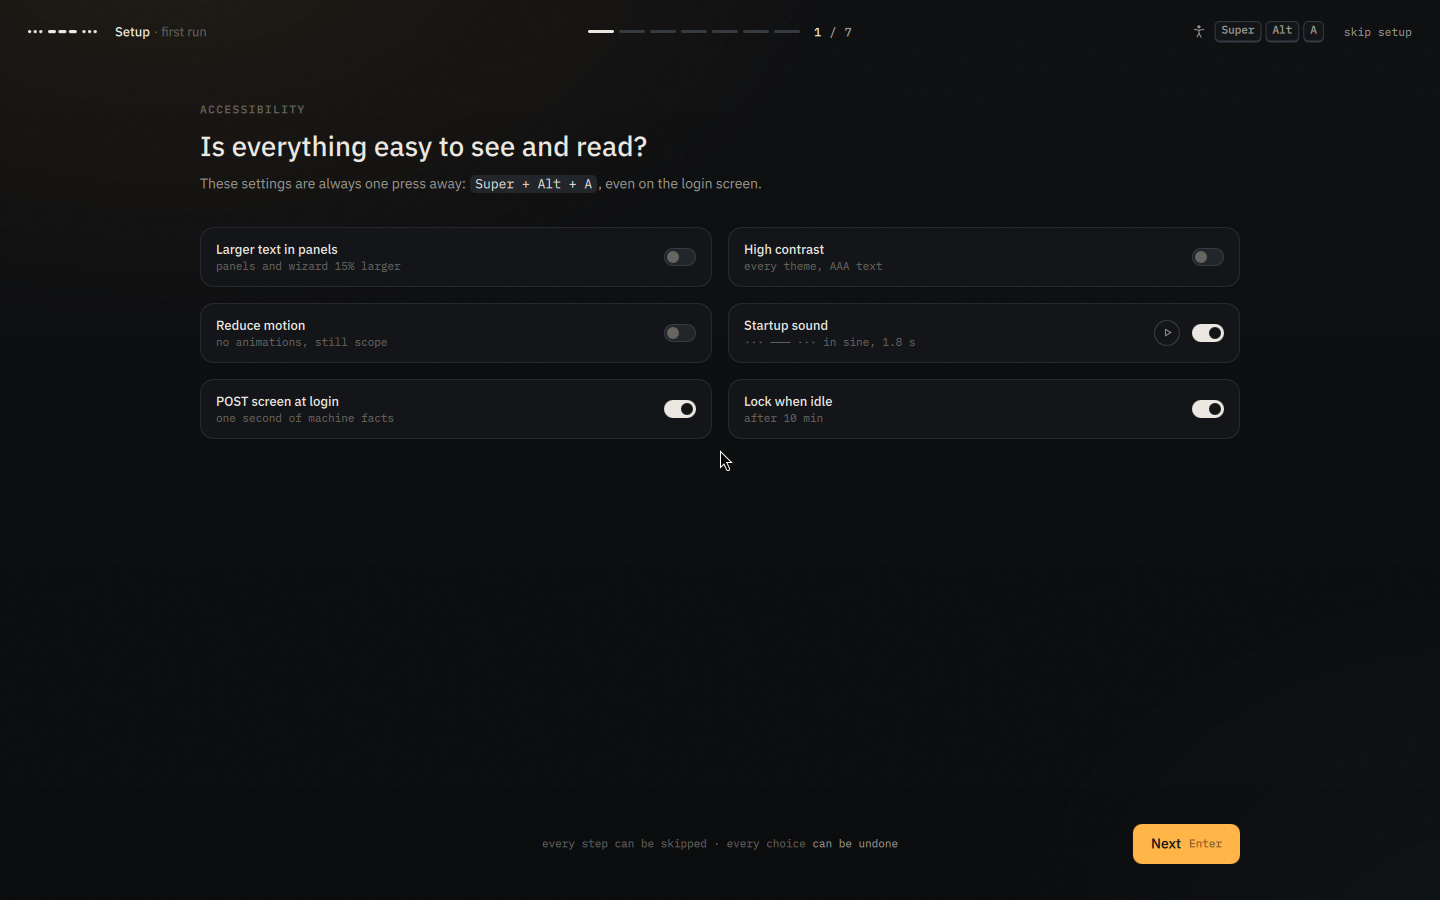 Setup · first run
1 / 7
Super Alt A
skip setup
ACCESSIBILITY
Is everything easy to see and read?
These settings are always one press away: Super + Alt + A, even on the login screen.
Larger text in panels
panels and wizard 15% larger
High contrast
every theme, AAA text
Reduce motion
no animations, still scope
Startup sound
··· ——— ··· in sine, 1.8 s
POST screen at login
one second of machine facts
Lock when idle
after 10 min
every step can be skipped · every choice can be undone
Next Enter